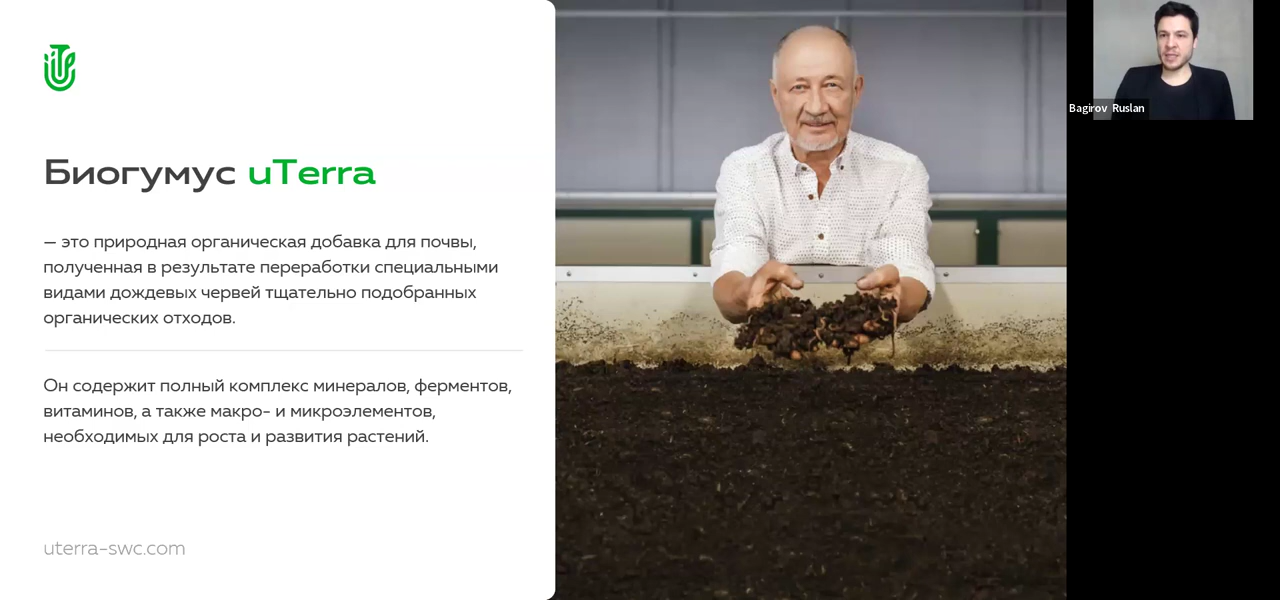 Биогумус uTerra
— это природная органическая добавка для почвы,
полученная в результате переработки специальными
видами дождевых червей тщательно подобранных
органических отходов.
Он содержит полный комплекс минералов, ферментов,
витаминов, а также макро- и микроэлементов,
необходимых для роста и развития растений.
uterra-swc.com
Bagirov Ruslan